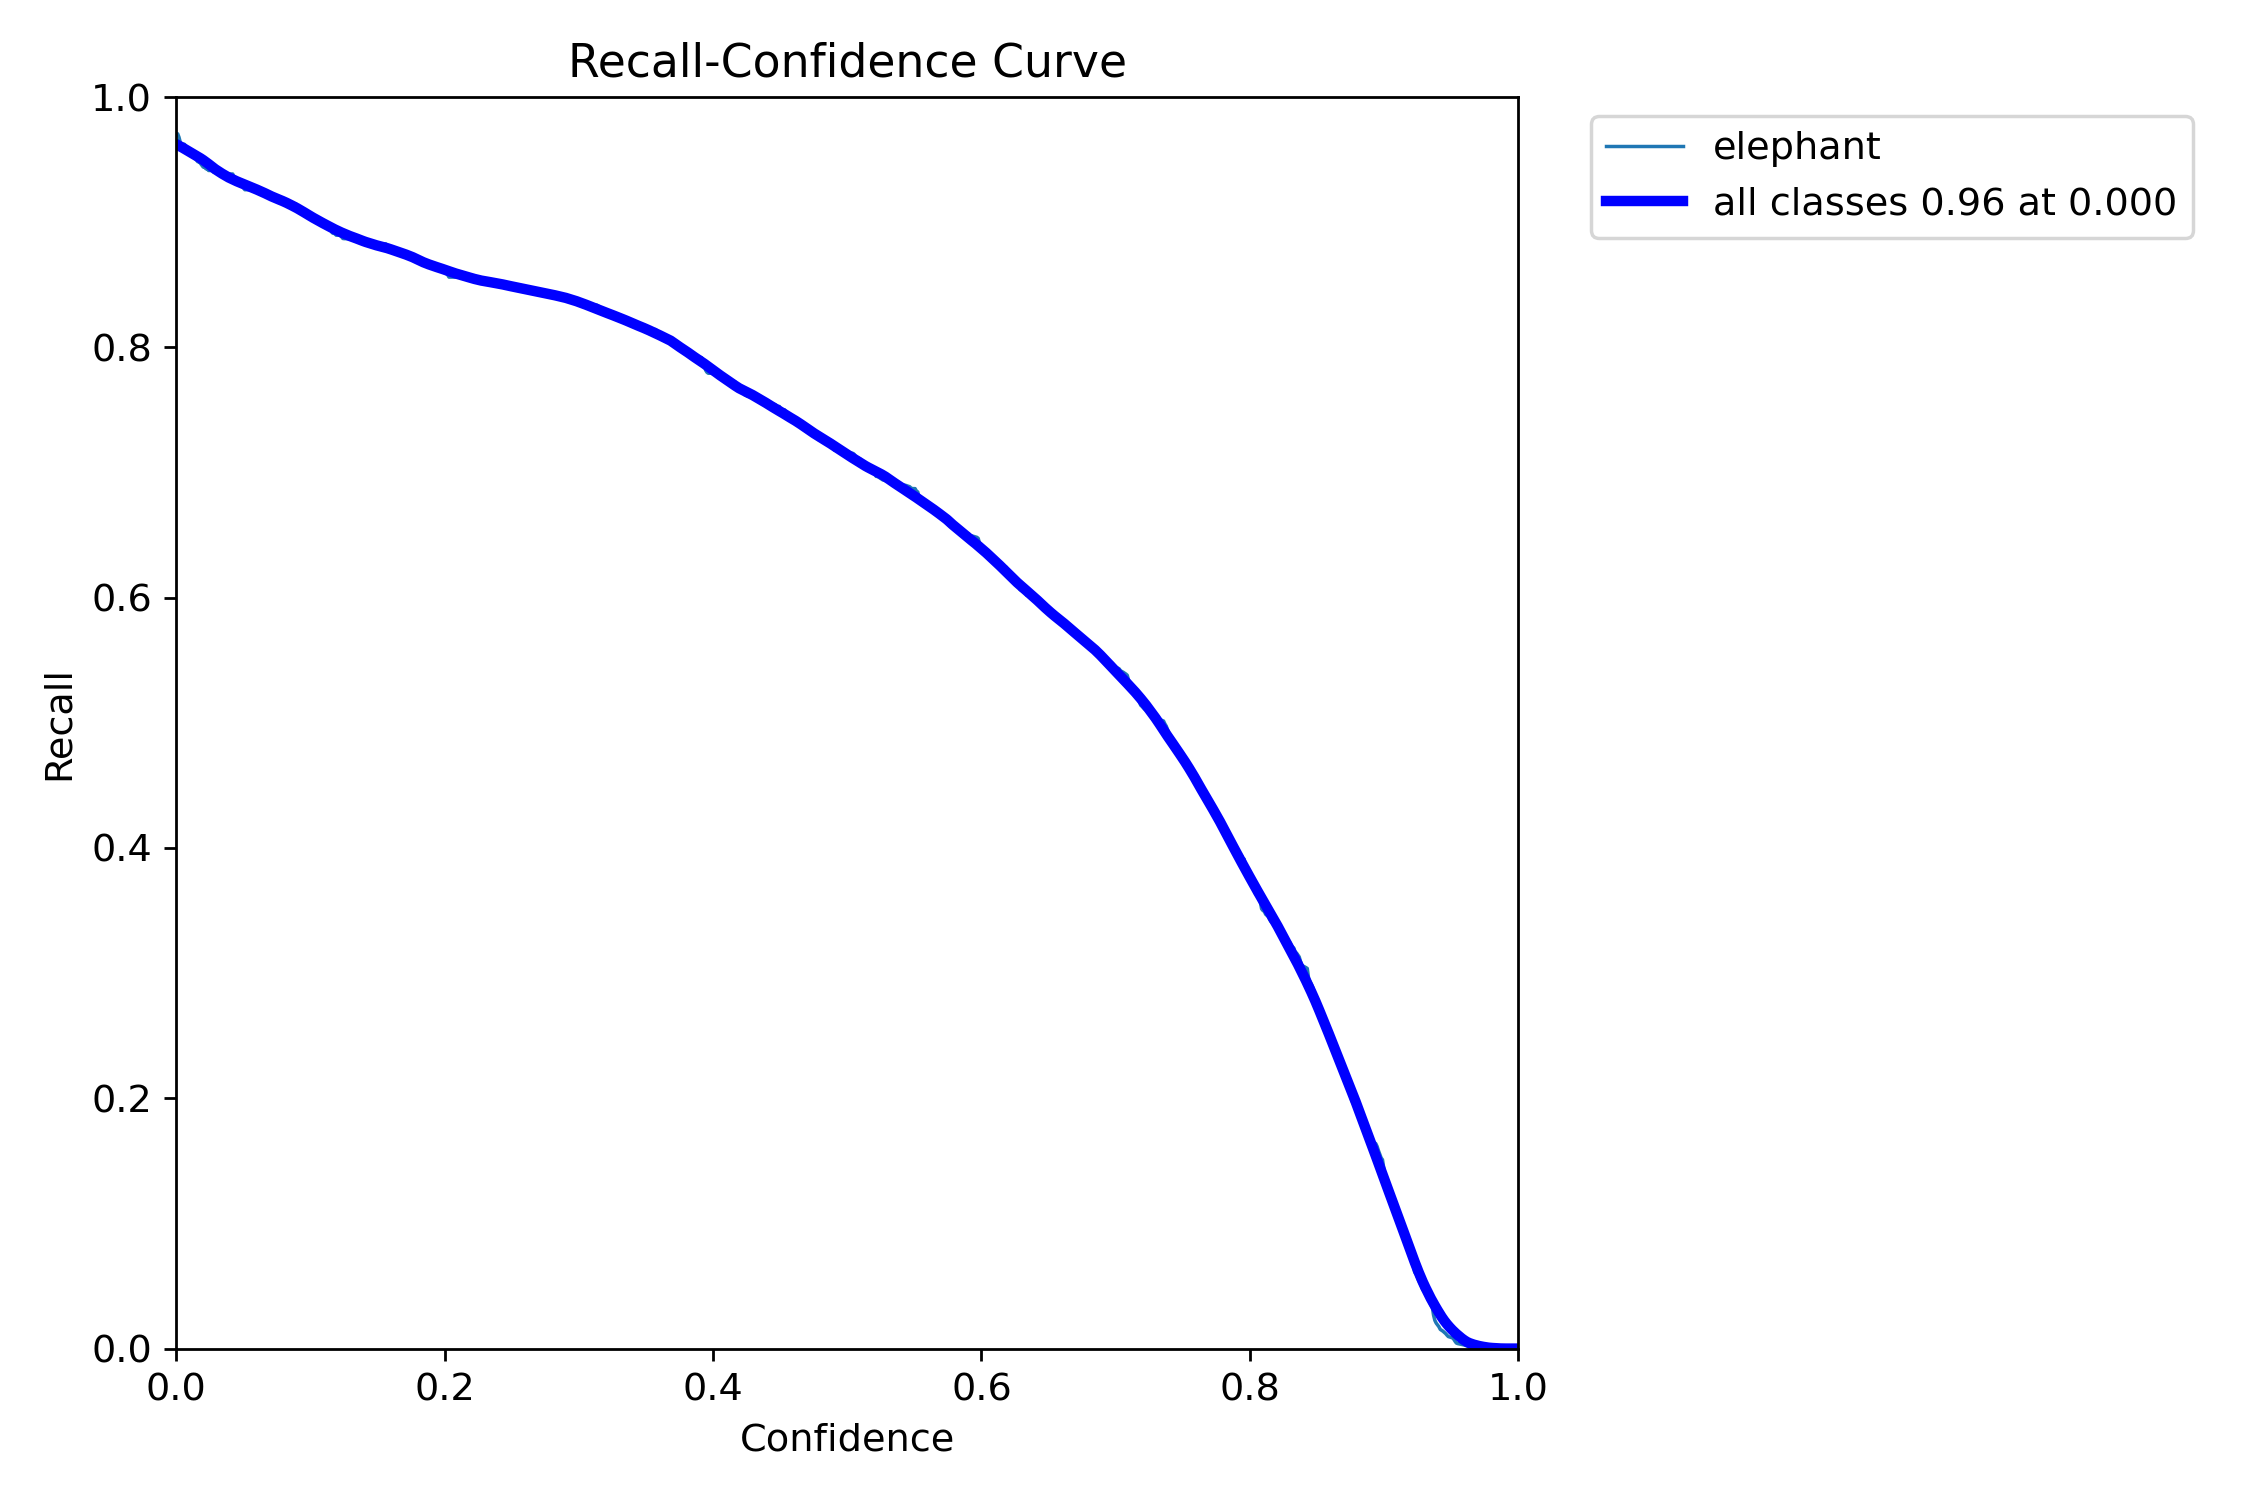 Recall-Confidence Curve
1.0
0.8
0.6
0.4
0.2
0.0
Recall
0.0 0.2 0.4 0.6 0.8 1.0
Confidence
elephant
all classes 0.96 at 0.000